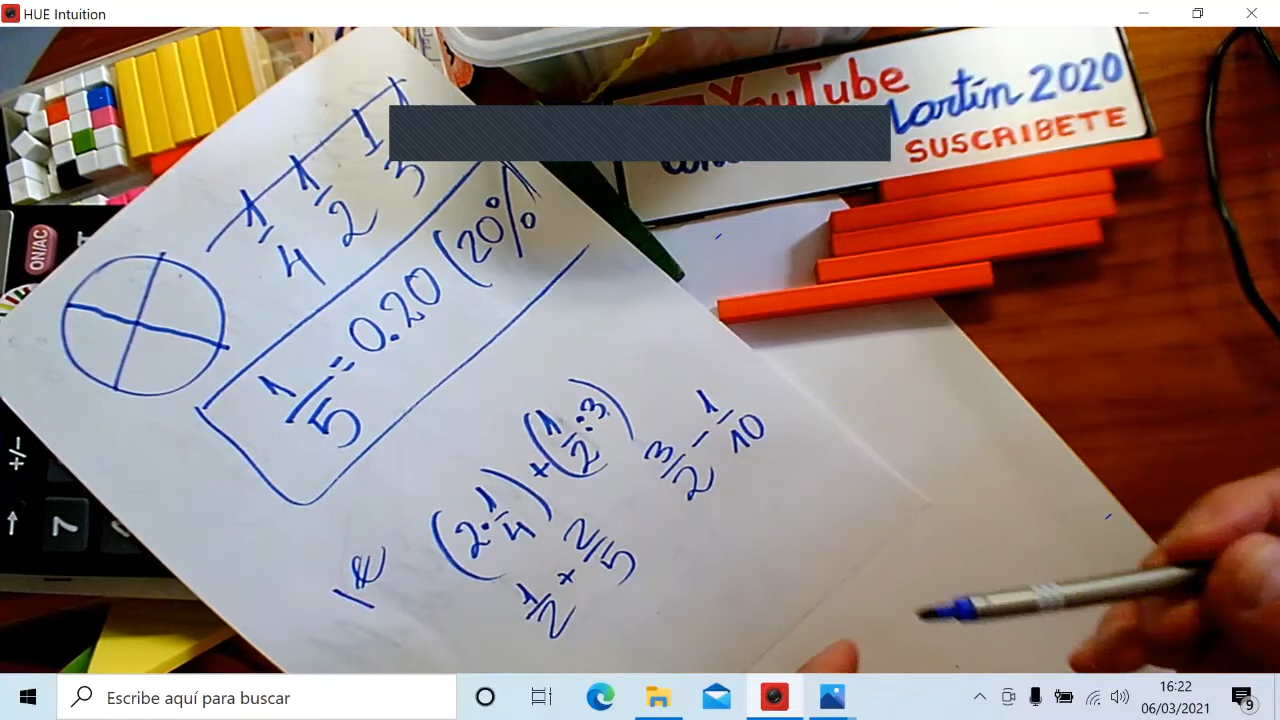 HUE Intuition
YouTube
Martín 2020
SUSCRIBETE
1/4 1/2 1/3
1/5 = 0.20 (20%
(2·1/4) + (1/2:3)
1/2 + 2/5
3/2 - 1/10
ON/AC
+/-
→
7
Escribe aquí para buscar
16:22
06/03/2021
9